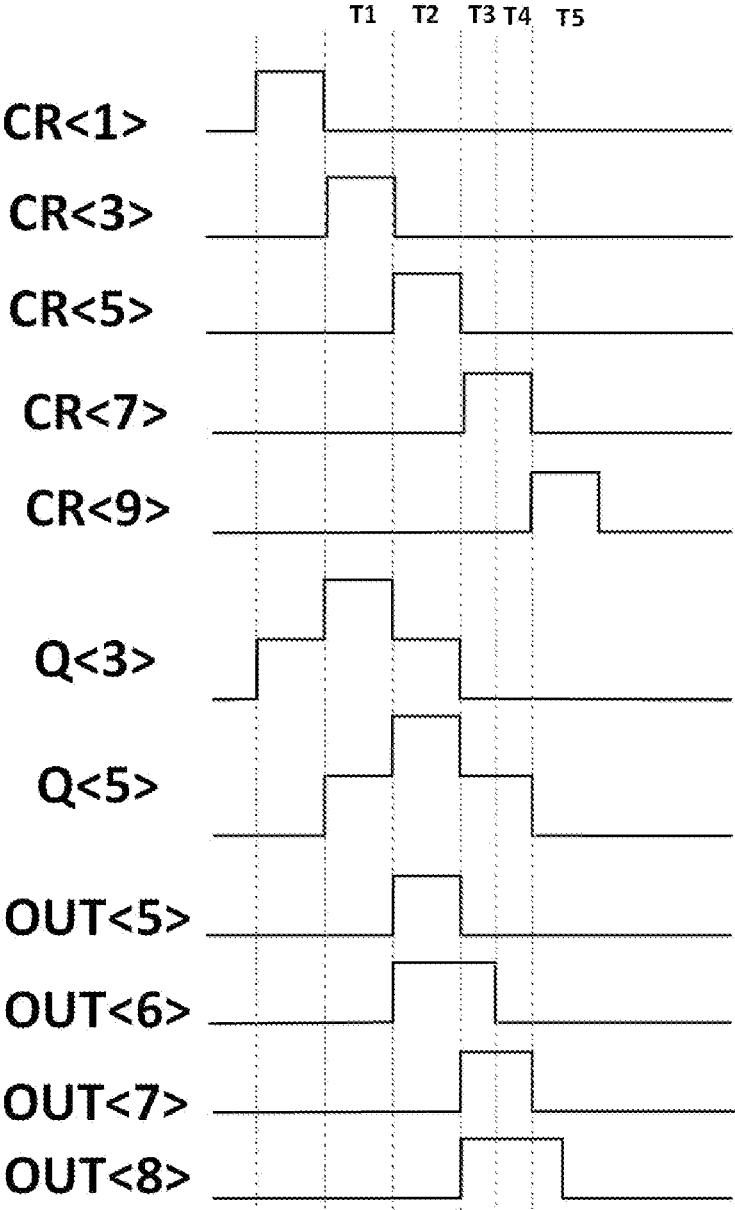 T1 T2 T3 T4 T5
CR<1>
CR<3>
CR<5>
CR<7>
CR<9>
Q<3>
Q<5>
OUT<5>
OUT<6>
OUT<7>
OUT<8>